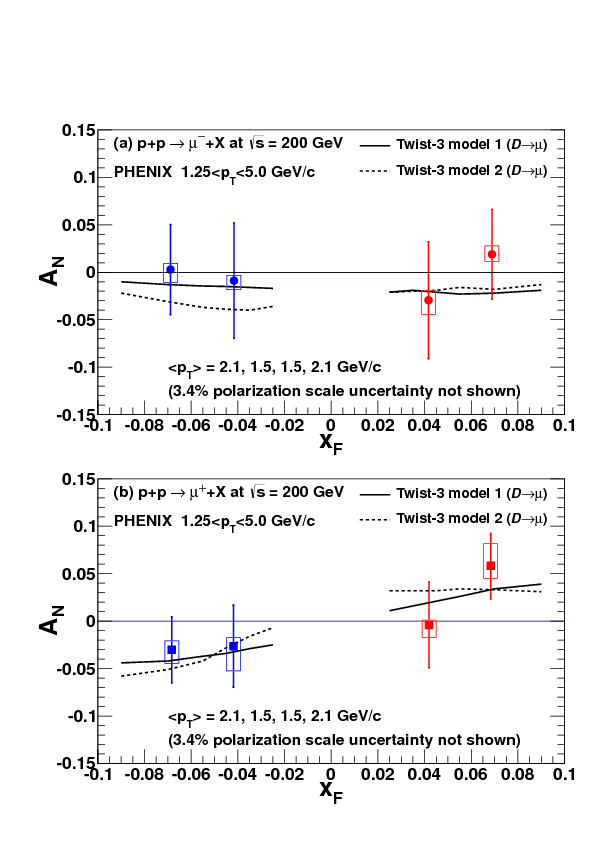 (a) p+p → μ⁻+X at √s = 200 GeV
Twist-3 model 1 (D→μ)
PHENIX 1.25<p_T<5.0 GeV/c
Twist-3 model 2 (D→μ)
0.15
0.1
0.05
0
-0.05
-0.1
-0.15
A_N
<p_T> = 2.1, 1.5, 1.5, 2.1 GeV/c
(3.4% polarization scale uncertainty not shown)
-0.1 -0.08 -0.06 -0.04 -0.02 0 0.02 0.04 0.06 0.08 0.1
x_F
(b) p+p → μ⁺+X at √s = 200 GeV
Twist-3 model 1 (D→μ)
PHENIX 1.25<p_T<5.0 GeV/c
Twist-3 model 2 (D→μ)
0.15
0.1
0.05
0
-0.05
-0.1
-0.15
A_N
<p_T> = 2.1, 1.5, 1.5, 2.1 GeV/c
(3.4% polarization scale uncertainty not shown)
-0.1 -0.08 -0.06 -0.04 -0.02 0 0.02 0.04 0.06 0.08 0.1
x_F